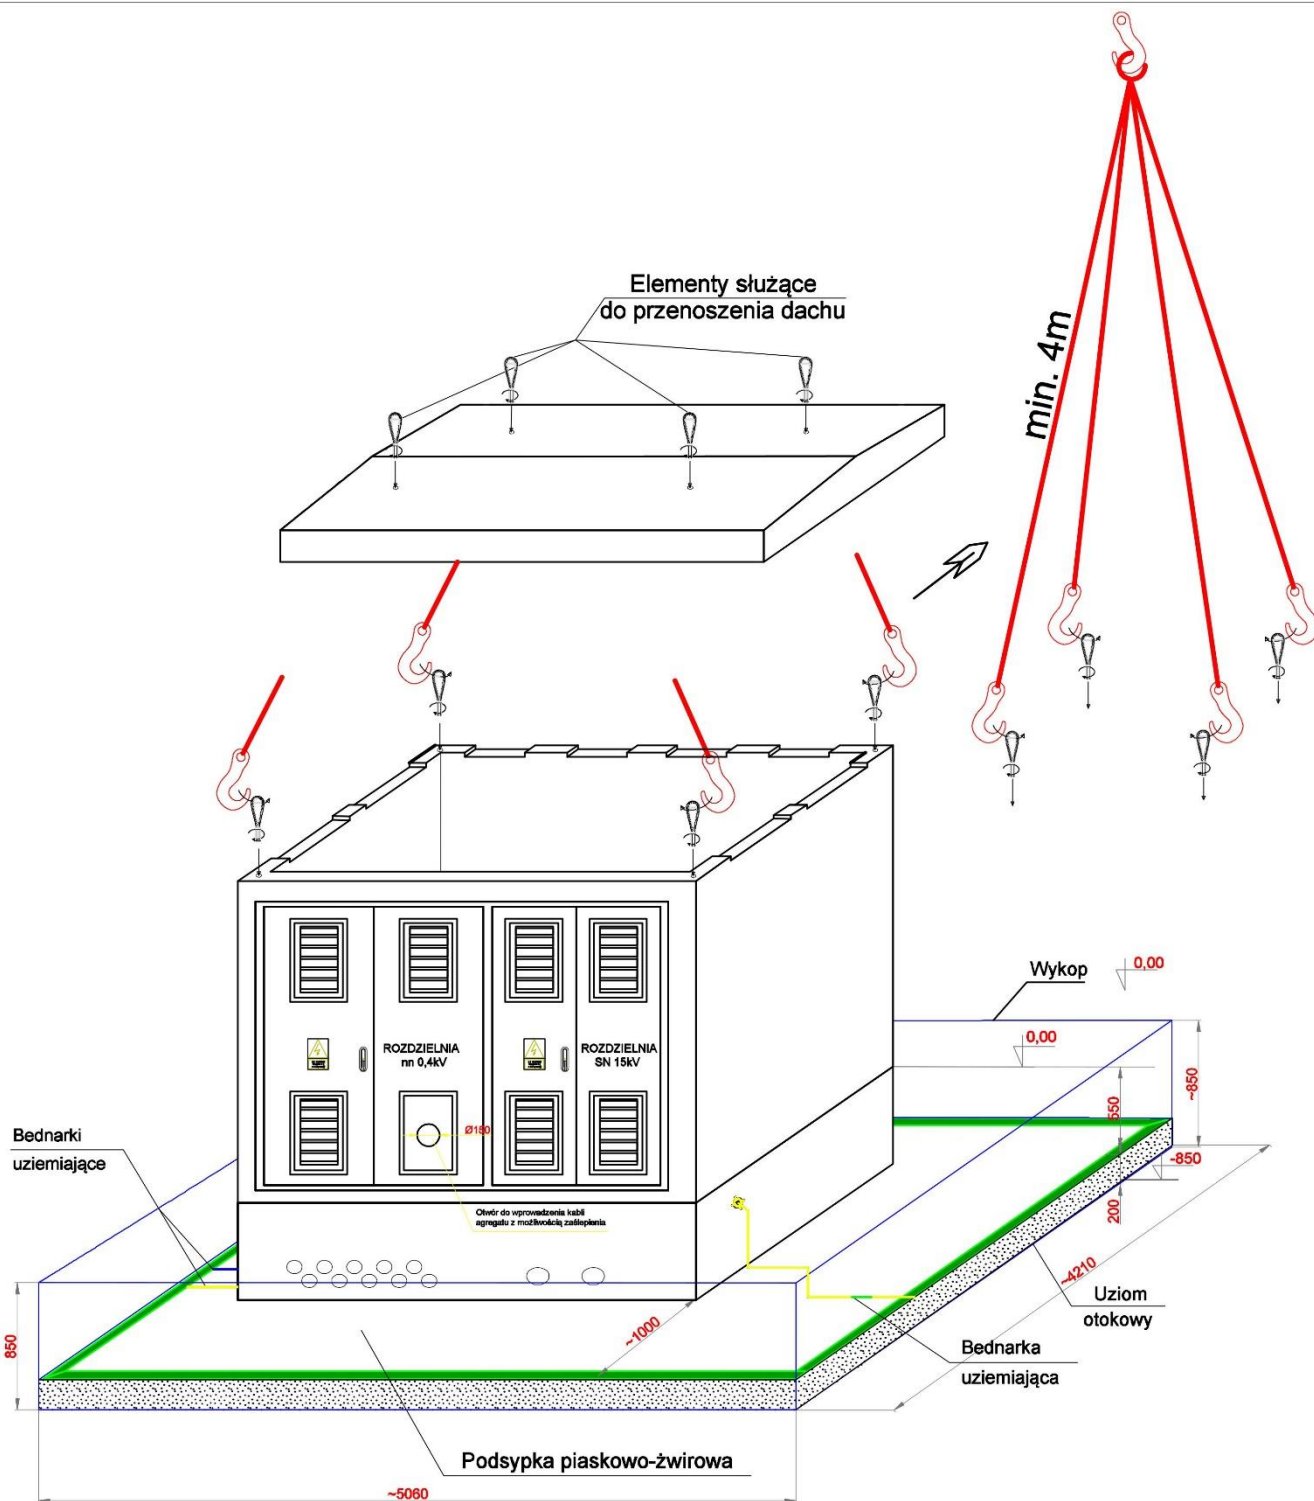 Elementy służące
do przenoszenia dachu
min. 4m
Wykop
0,00
0,00
~850
550
-850
200
ROZDZIELNIA
nn 0,4kV
ROZDZIELNIA
SN 15kV
Ø180
Bednarki
uziemiające
Otwór do wprowadzenia kabli
agregatu z możliwością zaślepienia
~4210
Uziom
otokowy
~1000
850
Bednarka
uziemiająca
Podsypka piaskowo-żwirowa
~5060